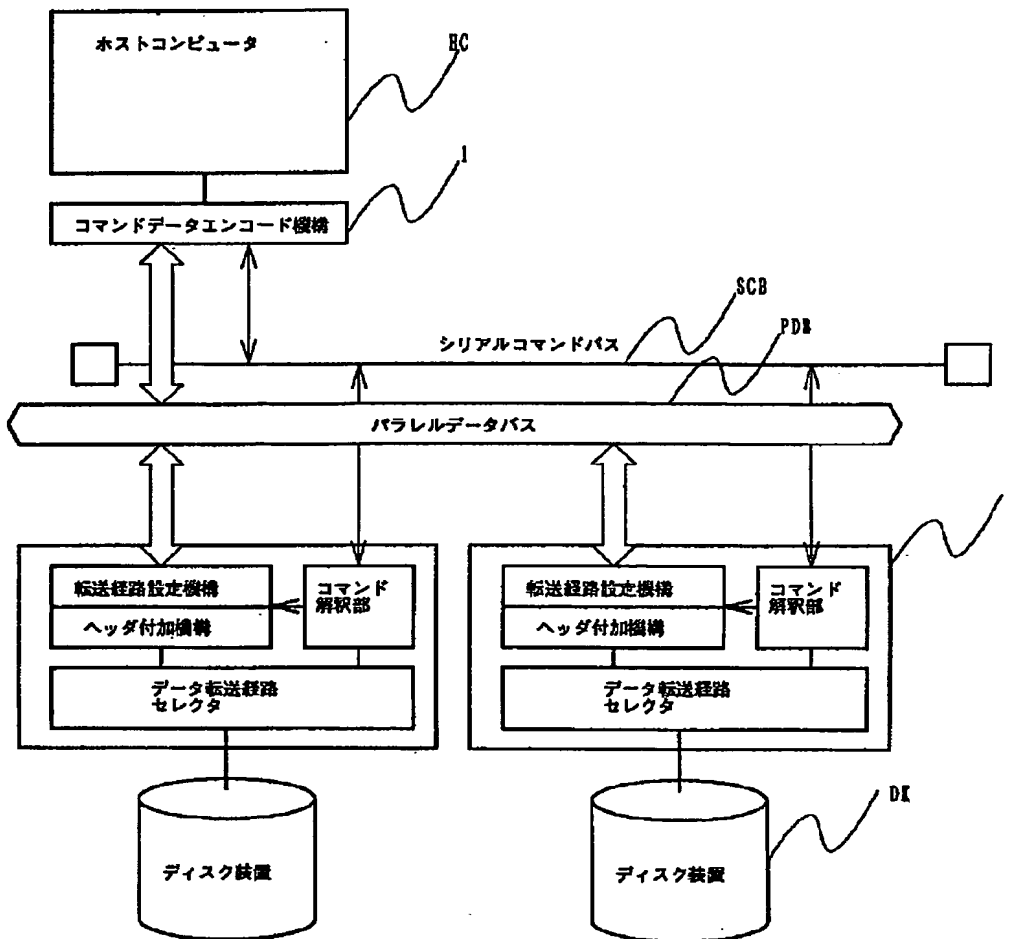 ホストコンピュータ
HC
1
コマンドデータエンコード機構
SCB
PDB
シリアルコマンドバス
パラレルデータバス
転送経路設定機構
ヘッダ付加機構
コマンド
解釈部
データ転送経路
セレクタ
転送経路設定機構
ヘッダ付加機構
コマンド
解釈部
データ転送経路
セレクタ
DK
ディスク装置
ディスク装置